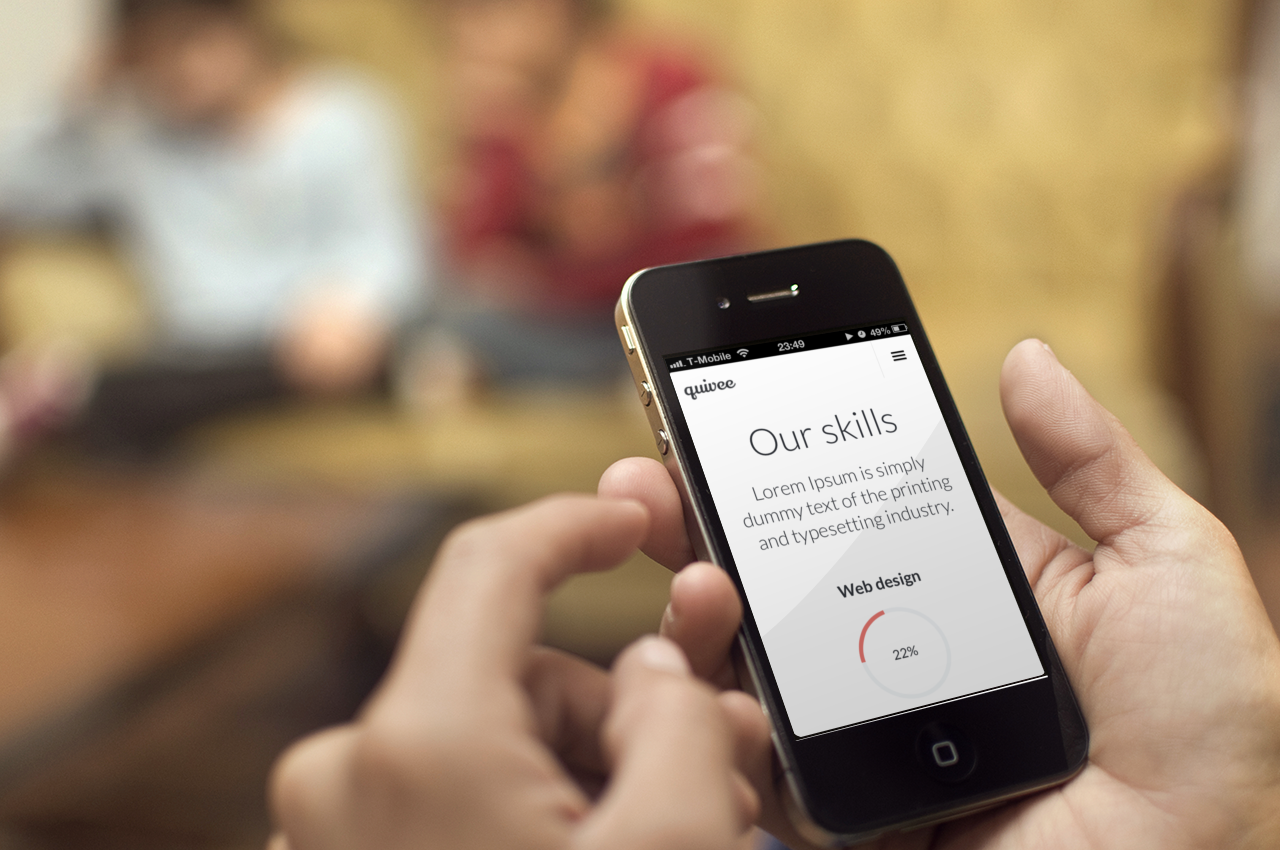 T-Mobile 23:49 49%
quivee
Our skills
Lorem Ipsum is simply
dummy text of the printing
and typesetting industry.
Web design
22%